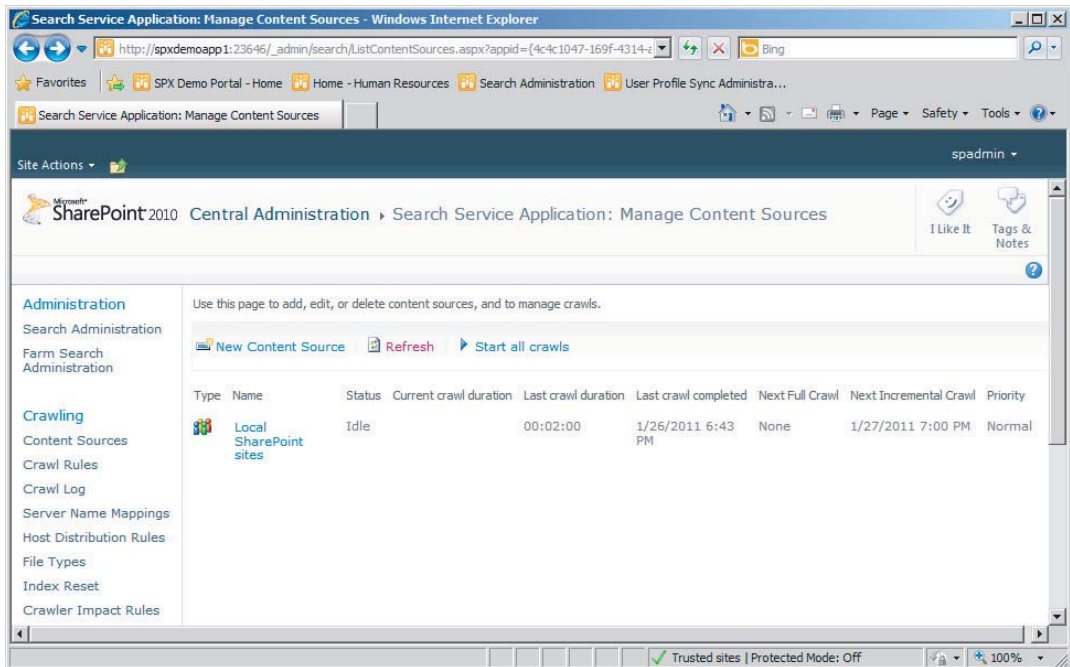 Search Service Application: Manage Content Sources - Windows Internet Explorer
http://spxdemoapp1:23646/_admin/search/ListContentSources.aspx?appid={4c4c1047-169f-4314-a
Bing
Favorites SPX Demo Portal - Home Home - Human Resources Search Administration User Profile Sync Administra...
Search Service Application: Manage Content Sources
Page Safety Tools
Site Actions
spadmin
Microsoft
SharePoint 2010 Central Administration Search Service Application: Manage Content Sources
I Like It
Tags &
Notes
Administration
Search Administration
Farm Search
Administration
Crawling
Content Sources
Crawl Rules
Crawl Log
Server Name Mappings
Host Distribution Rules
File Types
Index Reset
Crawler Impact Rules
Use this page to add, edit, or delete content sources, and to manage crawls.
New Content Source Refresh Start all crawls
Type Name Status Current crawl duration Last crawl duration Last crawl completed Next Full Crawl Next Incremental Crawl Priority
Local Idle 00:02:00 1/26/2011 6:43 None 1/27/2011 7:00 PM Normal
SharePoint PM
sites
Trusted sites | Protected Mode: Off 100%